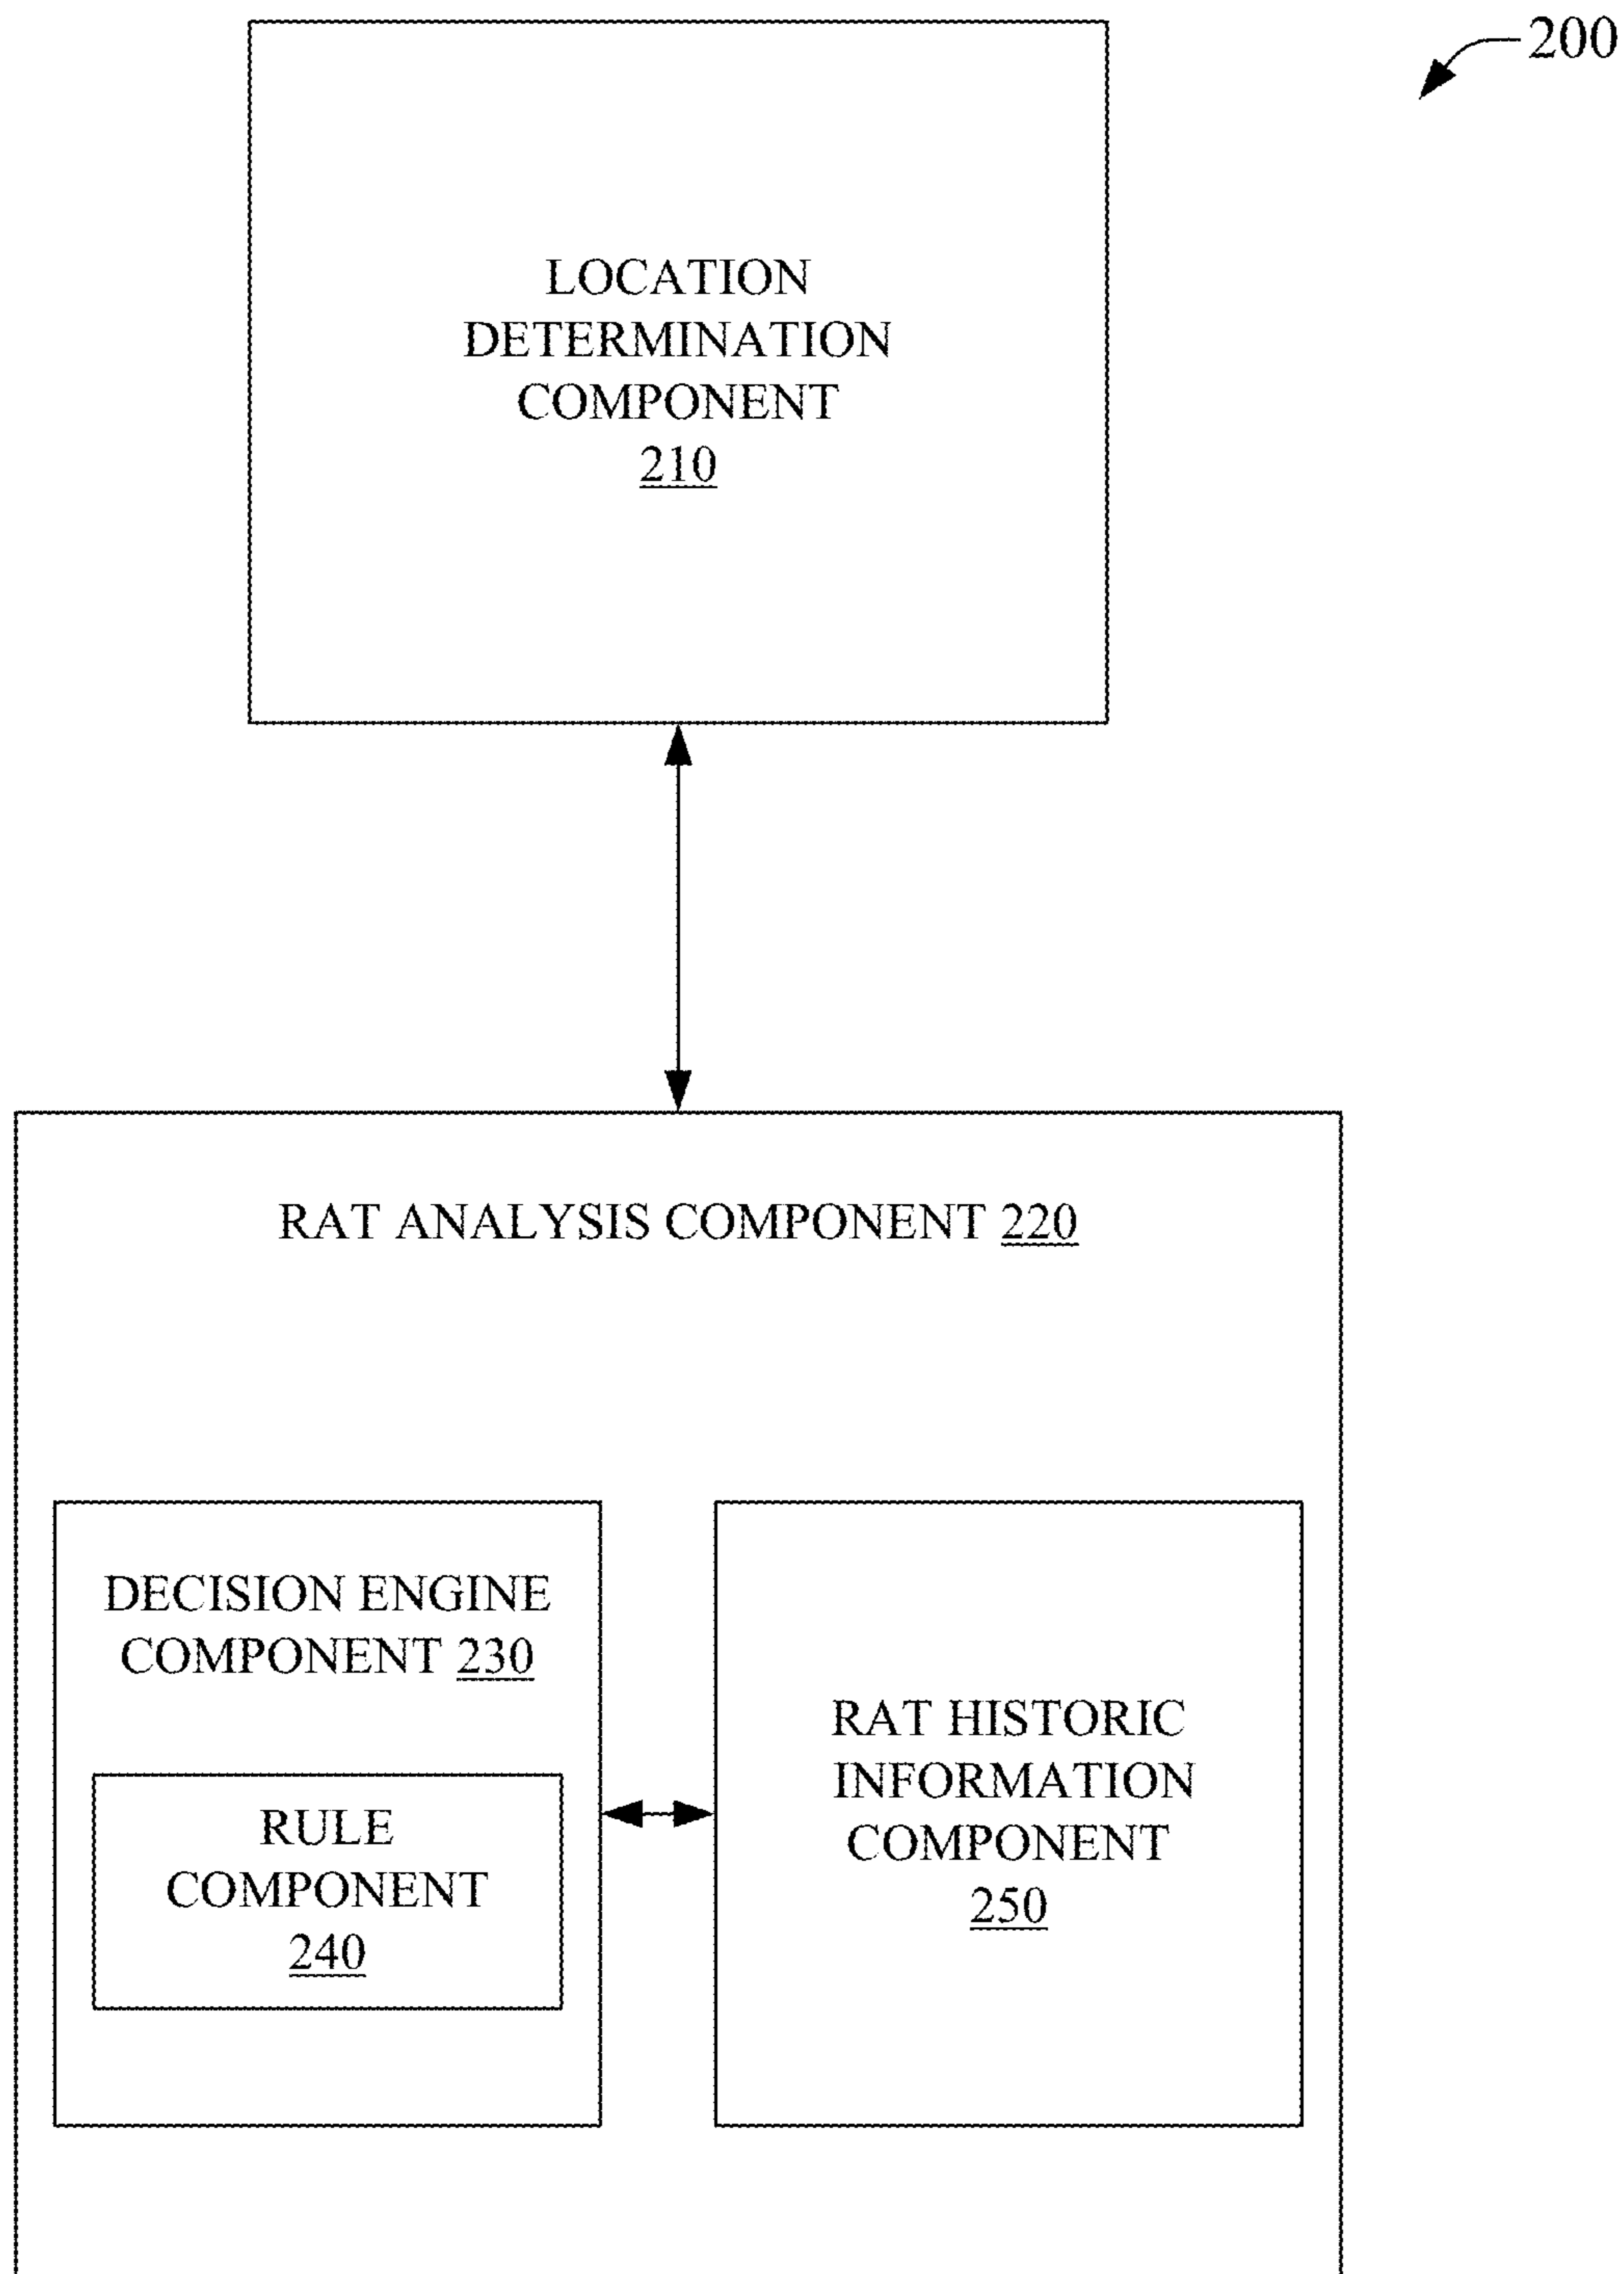 200
LOCATION
DETERMINATION
COMPONENT
210
RAT ANALYSIS COMPONENT 220
DECISION ENGINE
COMPONENT 230
RULE
COMPONENT
240
RAT HISTORIC
INFORMATION
COMPONENT
250